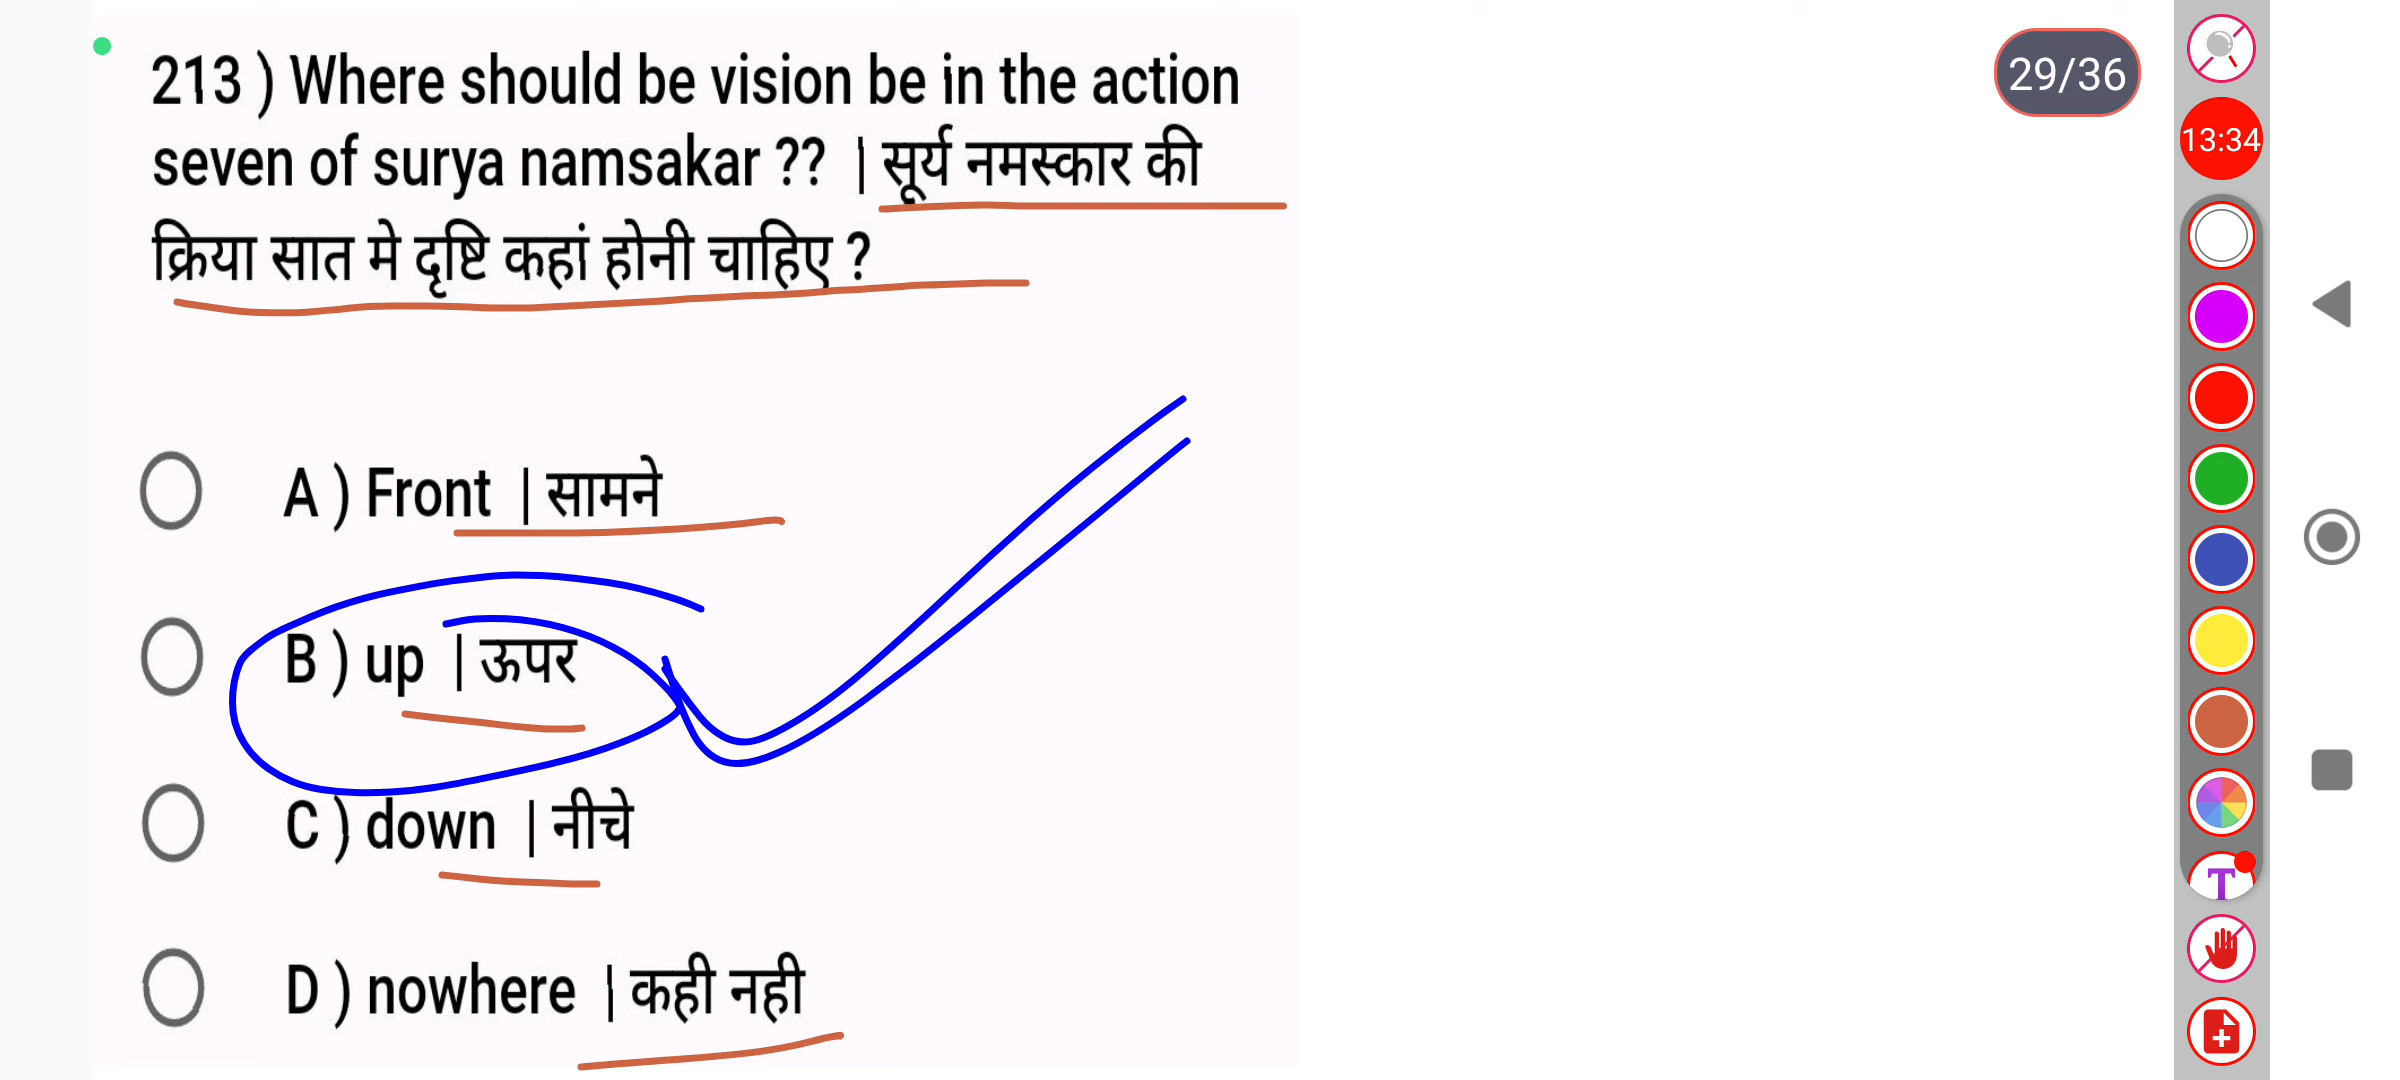 213 ) Where should be vision be in the action
seven of surya namsakar ?? | सूर्य नमस्कार की
क्रिया सात मे दृष्टि कहां होनी चाहिए ?
A ) Front | सामने
B ) up | ऊपर
C ) down | नीचे
D ) nowhere | कही नही
29/36
13:34
T